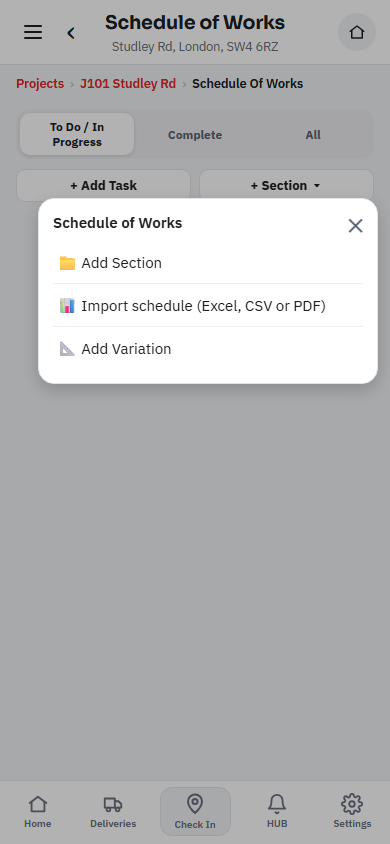 Schedule of Works
Studley Rd, London, SW4 6RZ
Projects › J101 Studley Rd › Schedule Of Works
To Do / In
Progress
Complete
All
+ Add Task
+ Section
Schedule of Works
Add Section
Import schedule (Excel, CSV or PDF)
Add Variation
Home
Deliveries
Check In
HUB
Settings